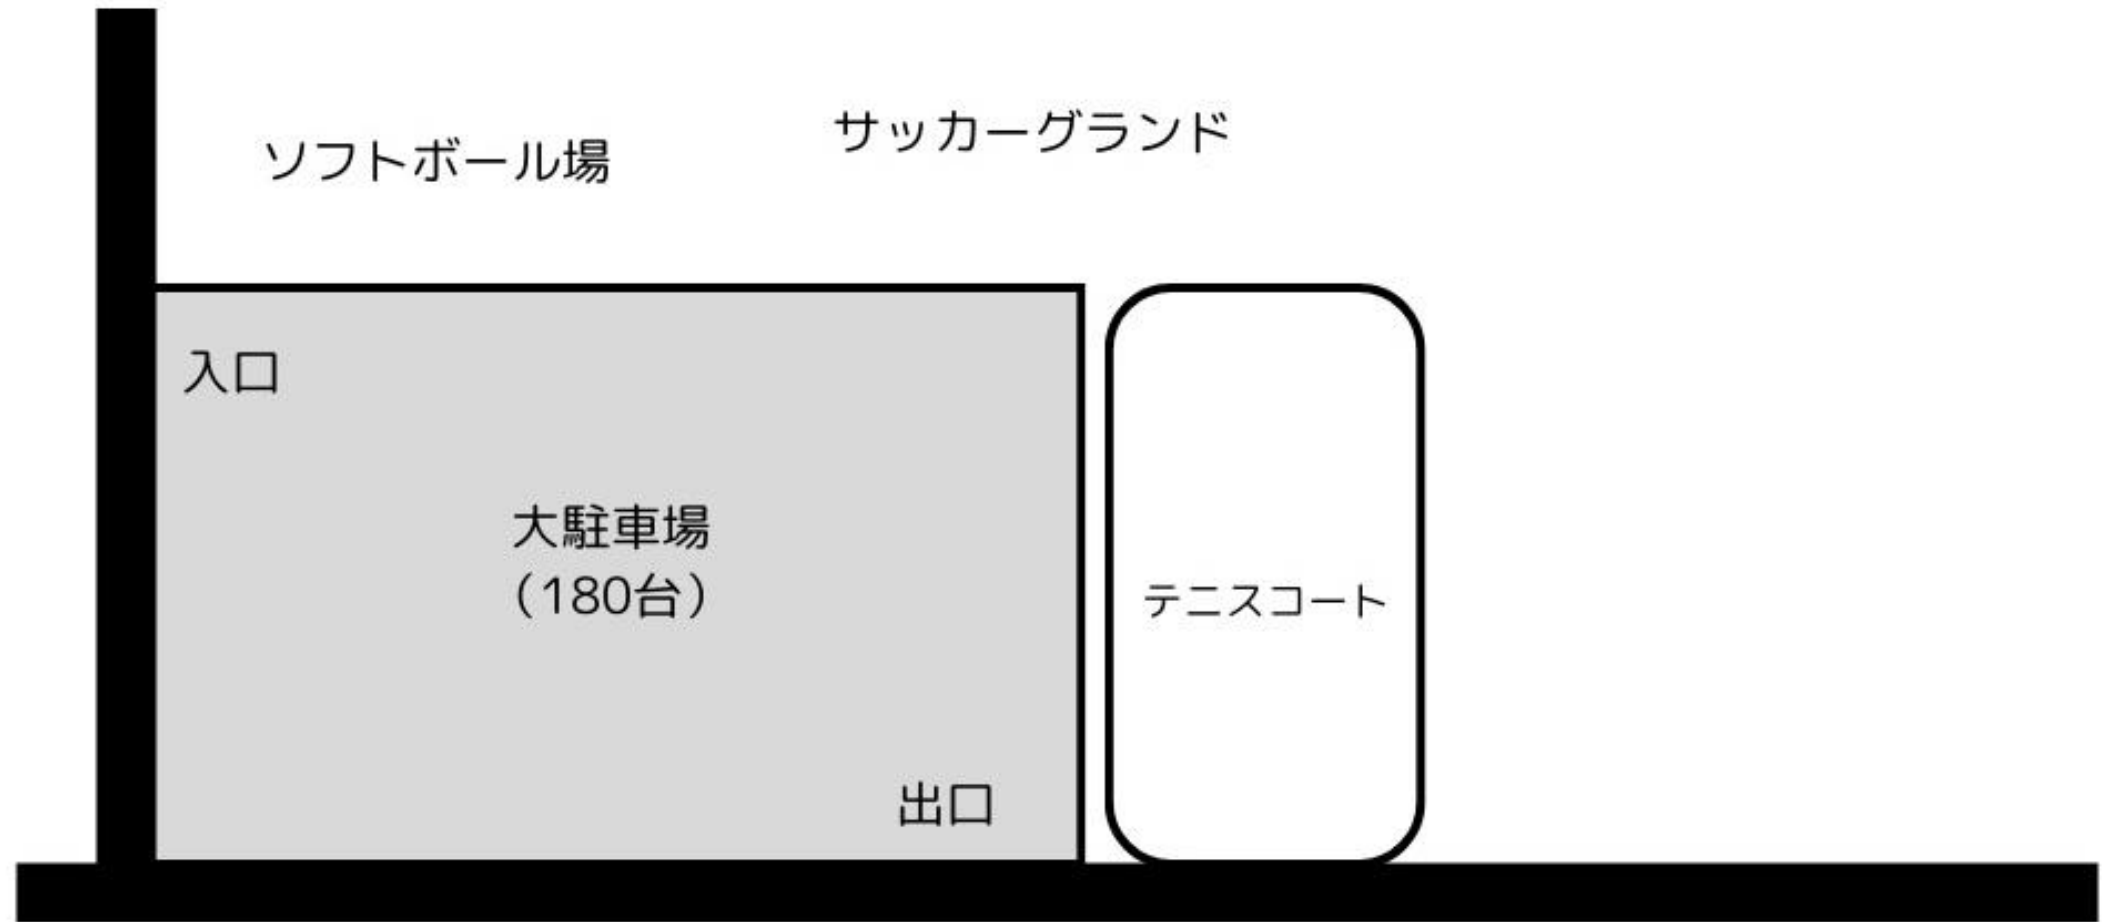 サッカーグランド
ソフトボール場
入口
大駐車場
（180台）
テニスコート
出口